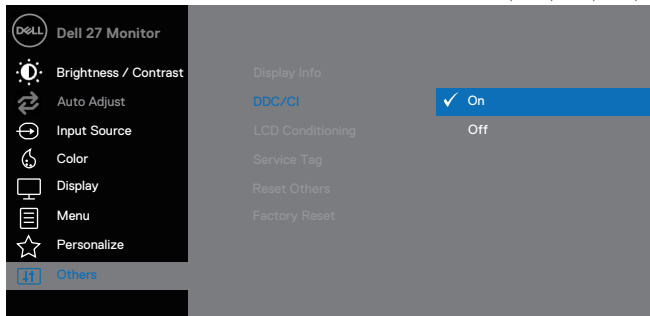 DELL Dell 27 Monitor
Brightness / Contrast Display Info
Auto Adjust DDC/CI ✓ On
Input Source LCD Conditioning Off
Color Service Tag
Display Reset Others
Menu Factory Reset
Personalize
Others